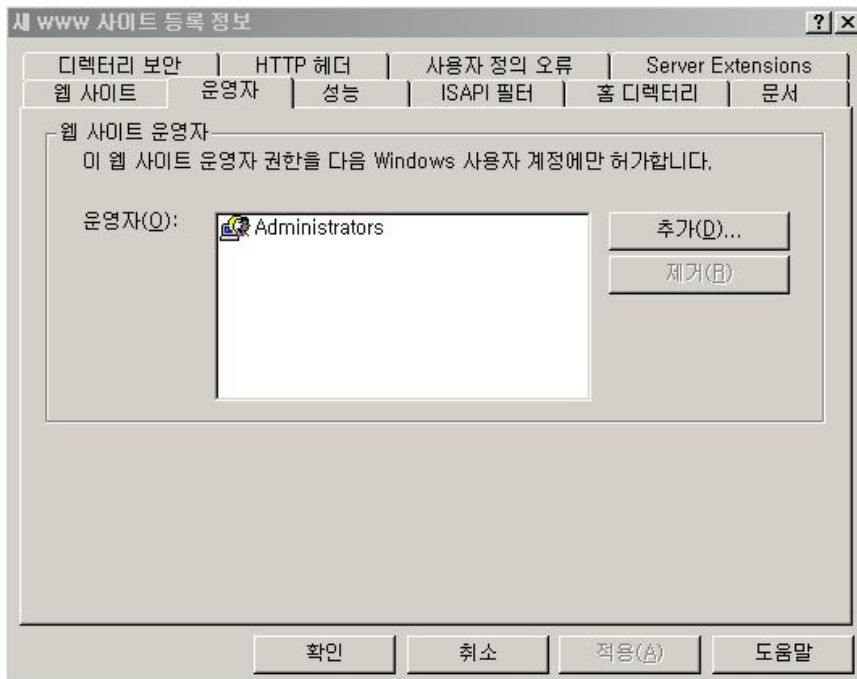 새 WWW 사이트 등록 정보
디렉터리 보안 HTTP 헤더 사용자 정의 오류 Server Extensions
웹 사이트 운영자 성능 ISAPI 필터 홈 디렉터리 문서
웹 사이트 운영자
이 웹 사이트 운영자 권한을 다음 Windows 사용자 계정에만 허가합니다.
운영자(O): Administrators 추가(D)...
제거(R)
확인 취소 적용(A) 도움말